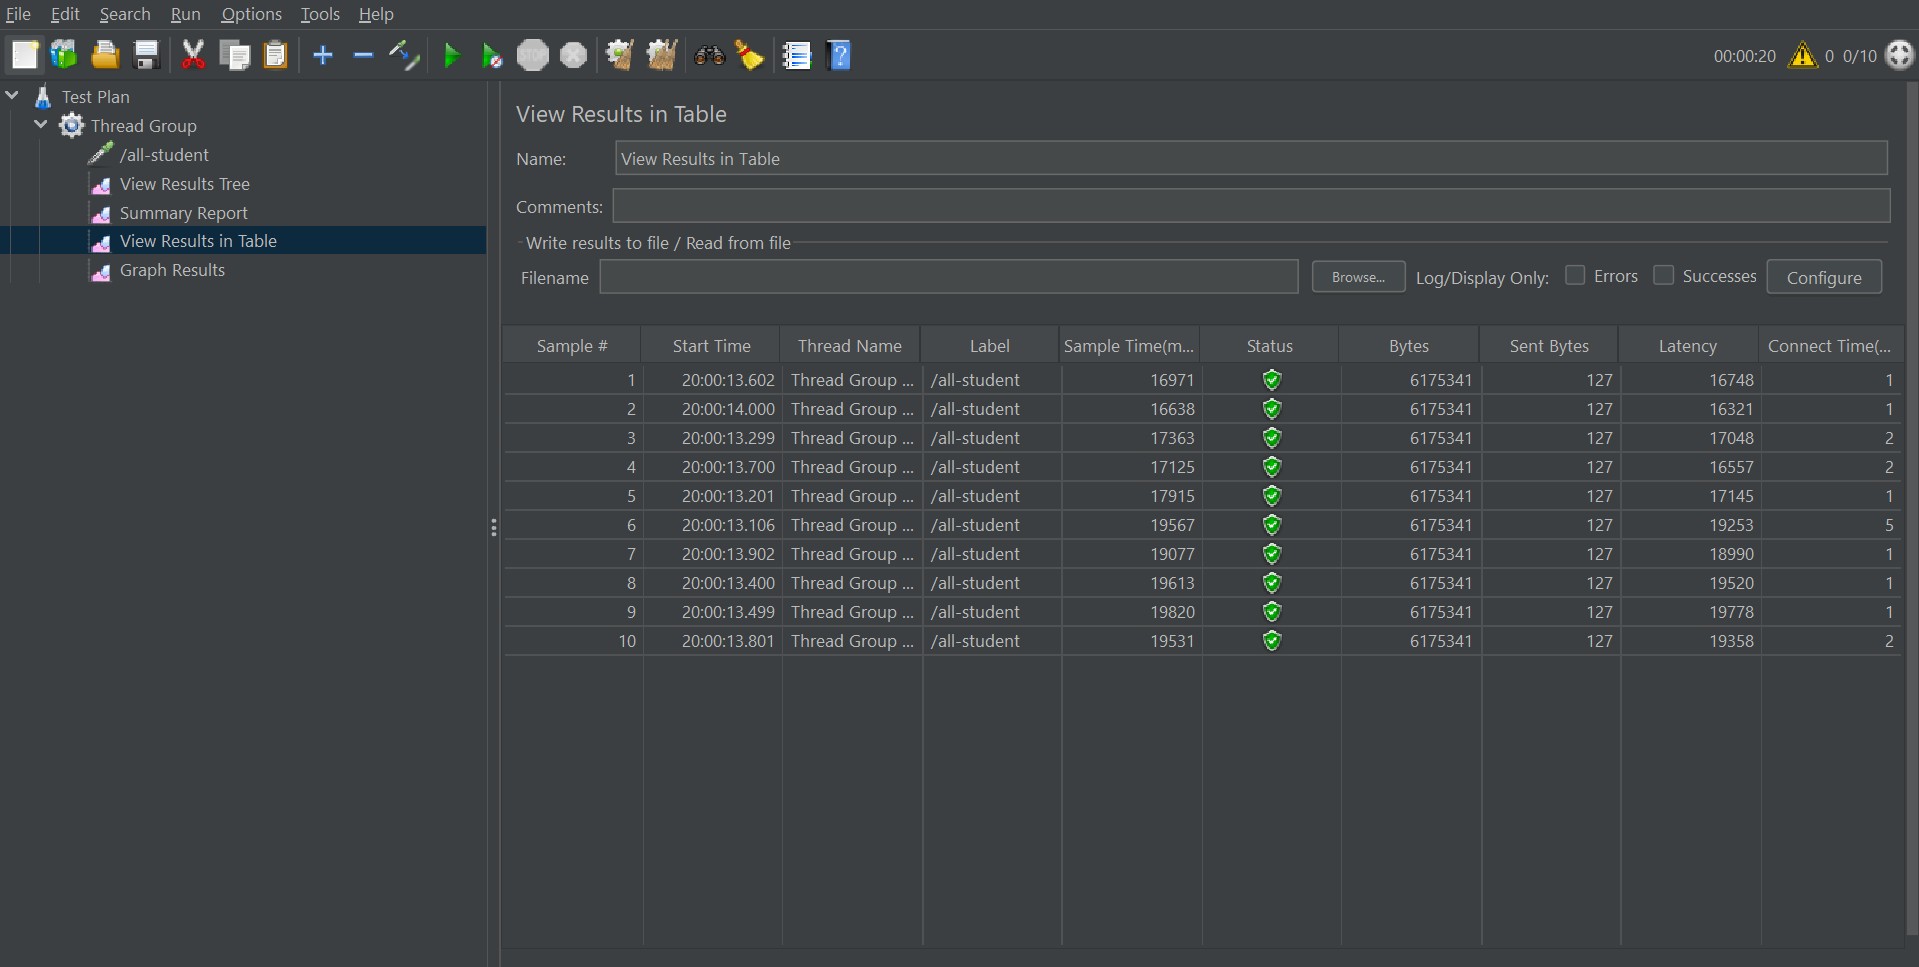 File Edit Search Run Options Tools Help
STOP 00:00:20 0 0/10
Test Plan
Thread Group
/all-student
View Results Tree
Summary Report
View Results in Table
Graph Results
View Results in Table
Name: View Results in Table
Comments:
Write results to file / Read from file
Filename Browse... Log/Display Only: Errors Successes Configure
Sample # Start Time Thread Name Label Sample Time(m... Status Bytes Sent Bytes Latency Connect Time(...
1 20:00:13.602 Thread Group ... /all-student 16971 6175341 127 16748 1
2 20:00:14.000 Thread Group ... /all-student 16638 6175341 127 16321 1
3 20:00:13.299 Thread Group ... /all-student 17363 6175341 127 17048 2
4 20:00:13.700 Thread Group ... /all-student 17125 6175341 127 16557 2
5 20:00:13.201 Thread Group ... /all-student 17915 6175341 127 17145 1
6 20:00:13.106 Thread Group ... /all-student 19567 6175341 127 19253 5
7 20:00:13.902 Thread Group ... /all-student 19077 6175341 127 18990 1
8 20:00:13.400 Thread Group ... /all-student 19613 6175341 127 19520 1
9 20:00:13.499 Thread Group ... /all-student 19820 6175341 127 19778 1
10 20:00:13.801 Thread Group ... /all-student 19531 6175341 127 19358 2